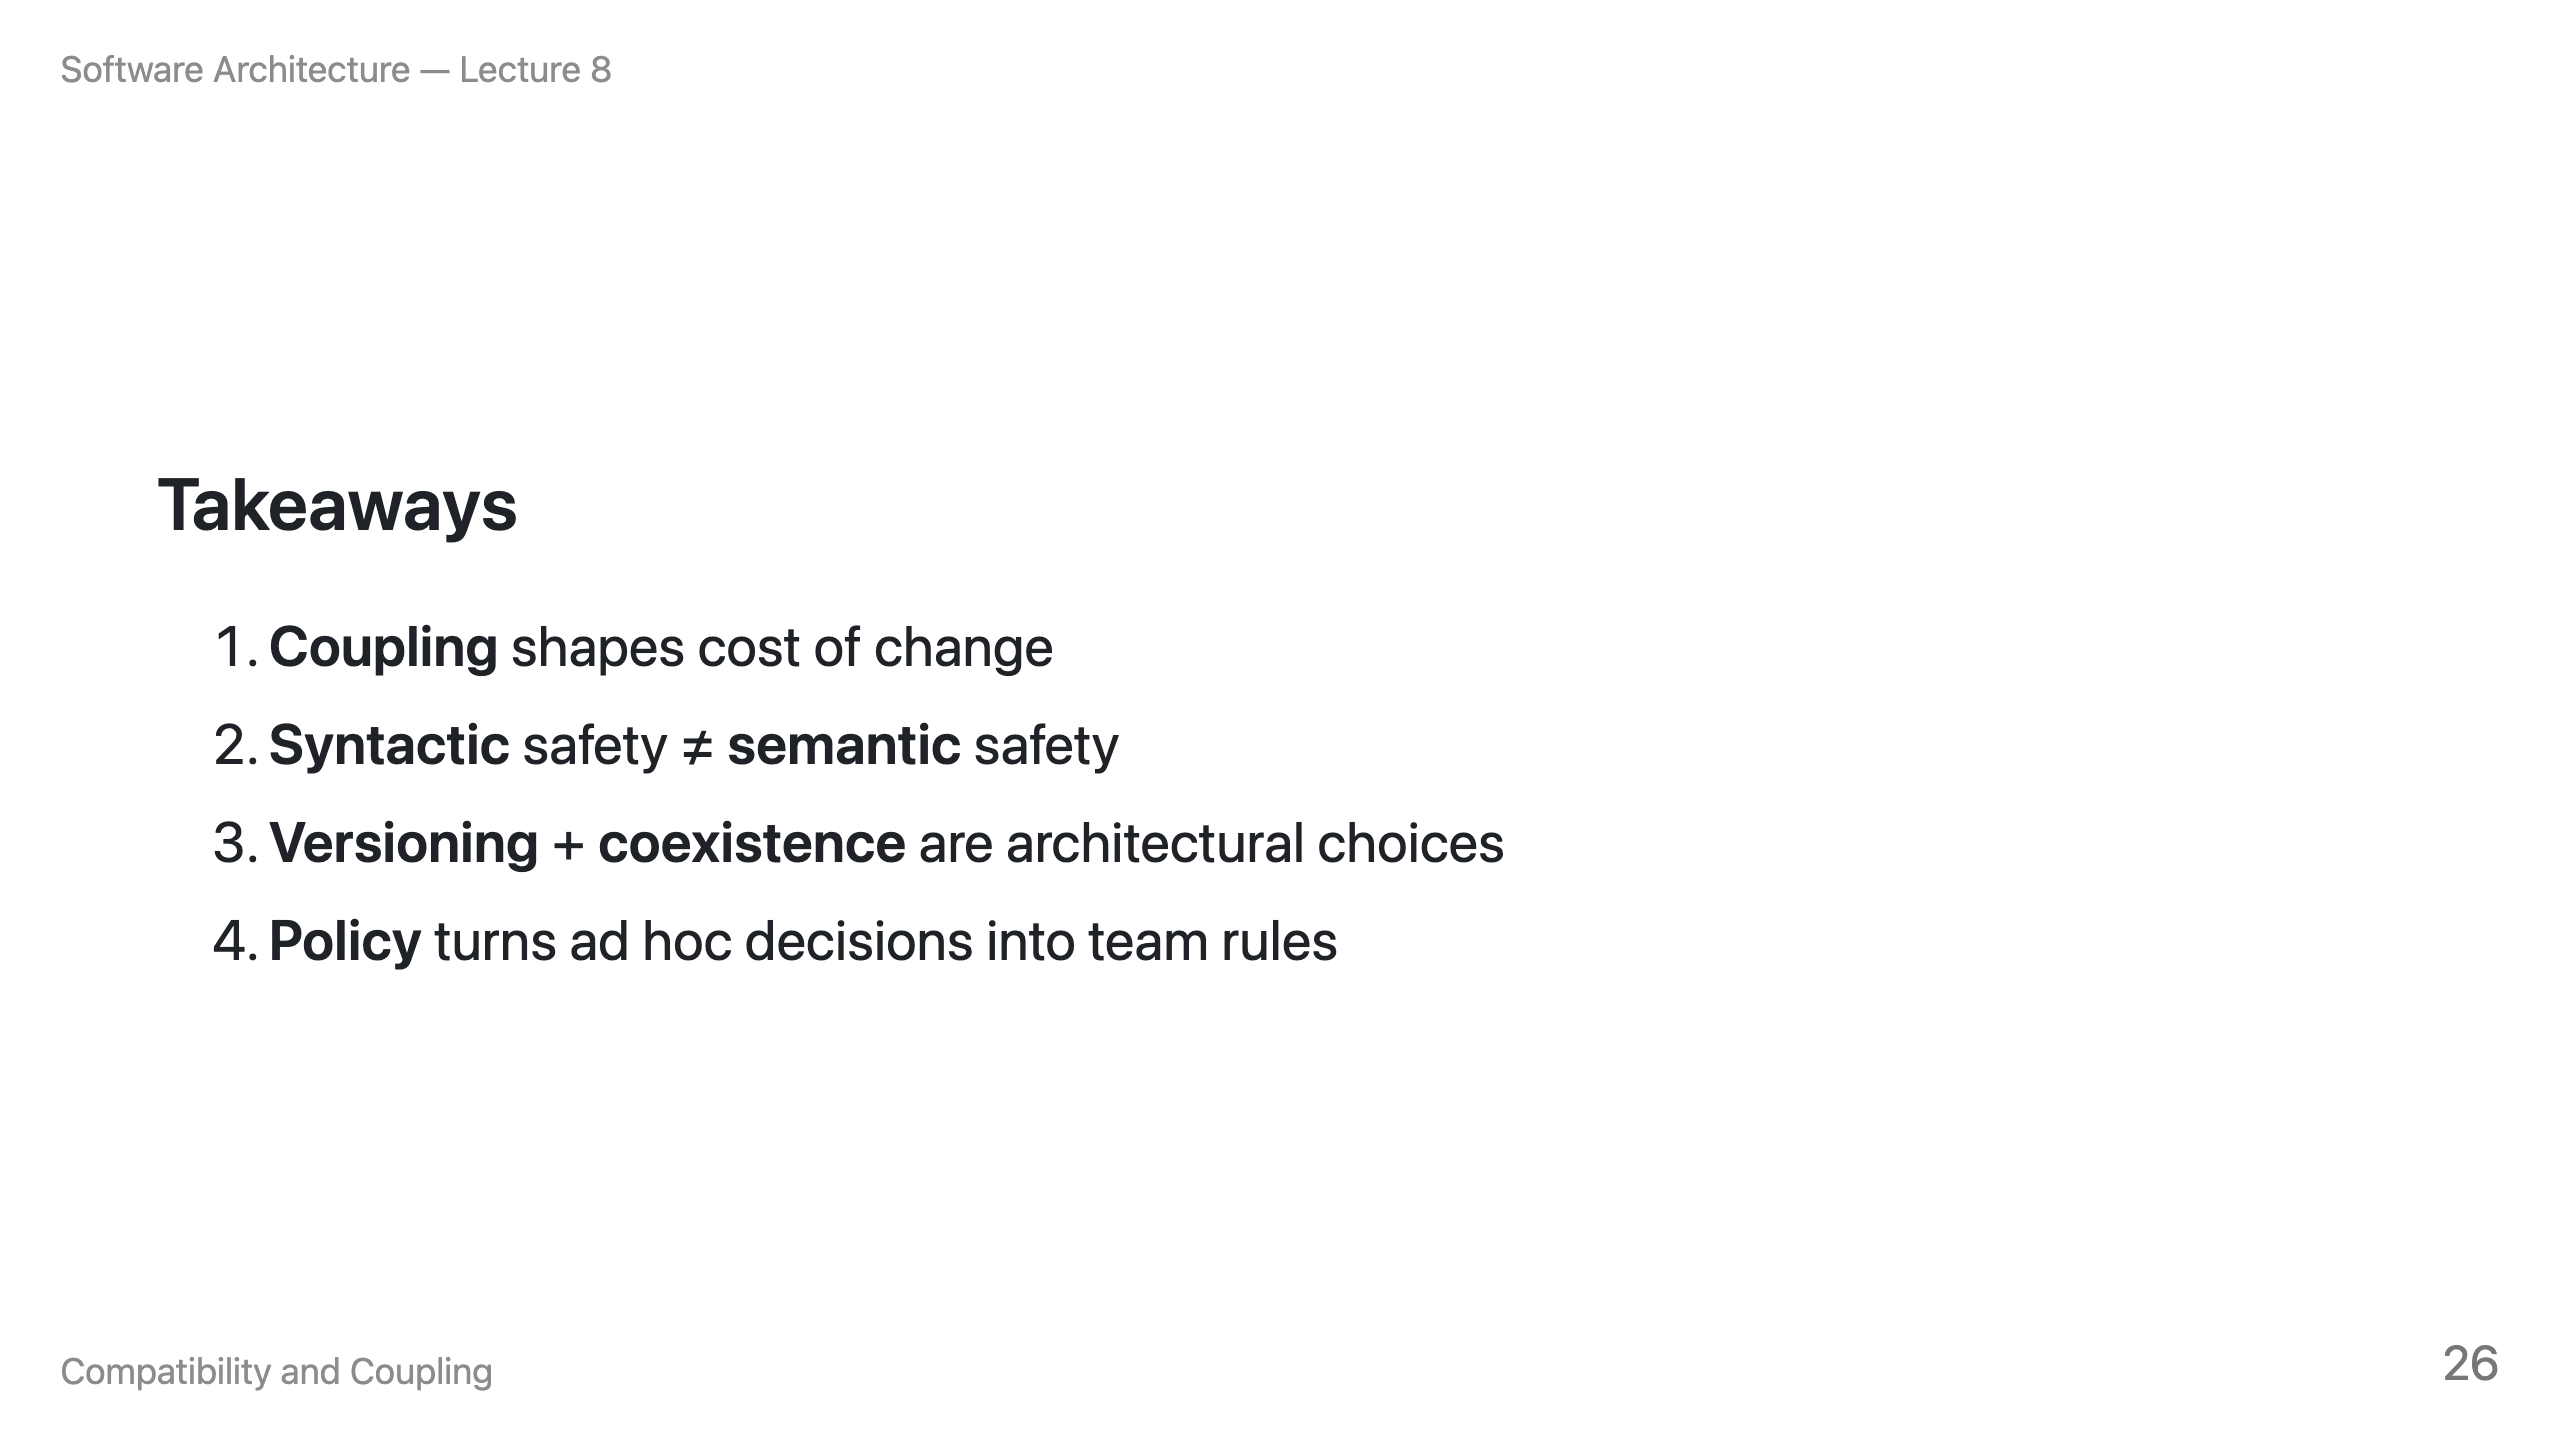 Software Architecture — Lecture 8
Takeaways
1. Coupling shapes cost of change
2. Syntactic safety ≠ semantic safety
3. Versioning + coexistence are architectural choices
4. Policy turns ad hoc decisions into team rules
Compatibility and Coupling
26